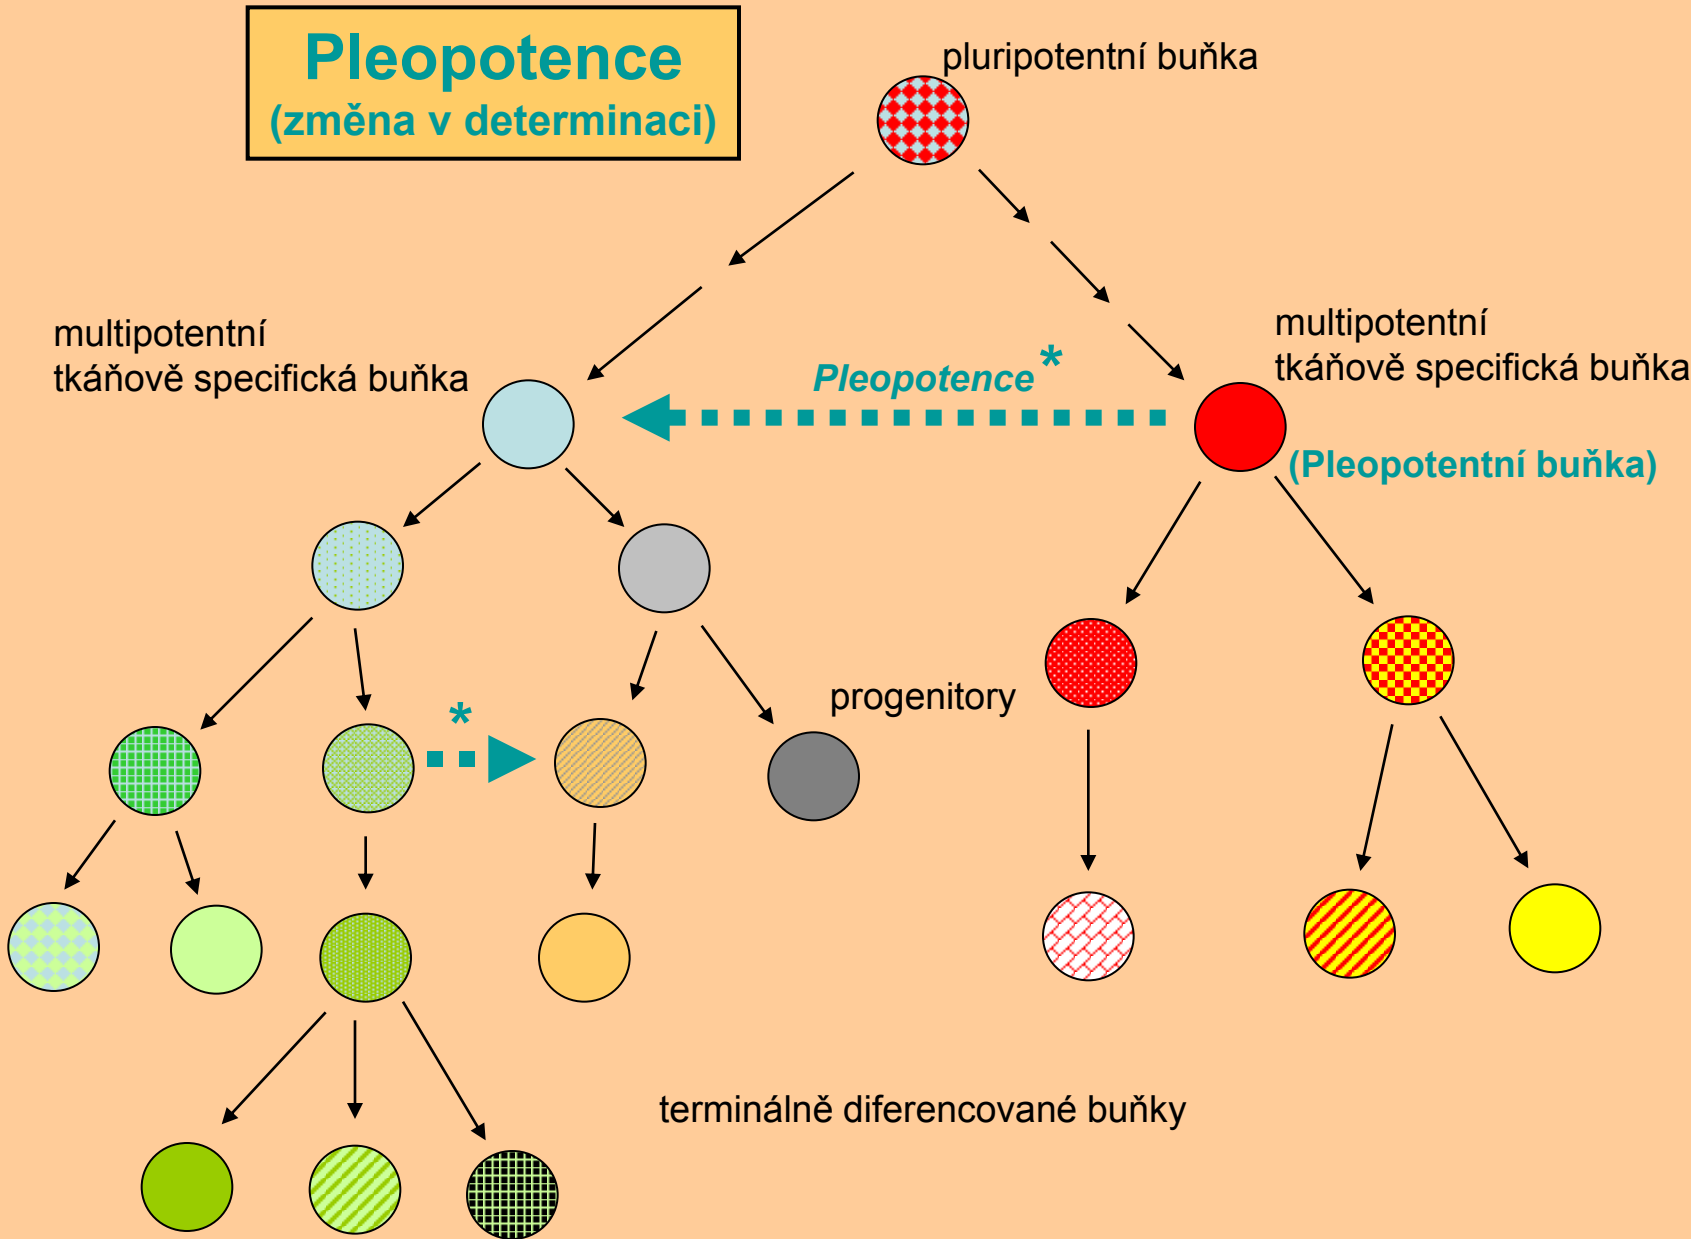 Pleopotence
(změna v determinaci)
pluripotentní buňka
multipotentní
tkáňově specifická buňka
Pleopotence *
multipotentní
tkáňově specifická buňka
(Pleopotentní buňka)
progenitory
*
terminálně diferencované buňky